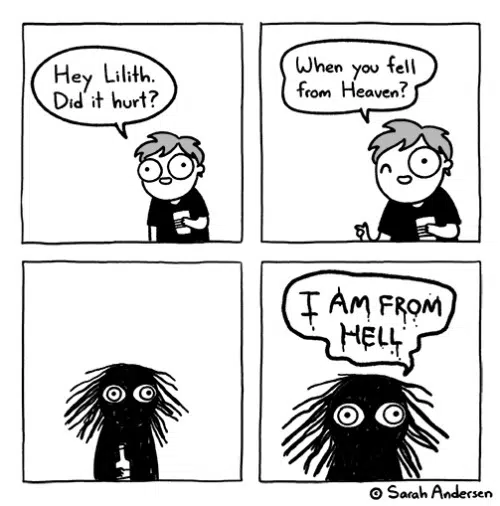 Hey Lilith.
Did it hurt?
When you fell
from Heaven?
I AM FROM
HELL
© Sarah Andersen